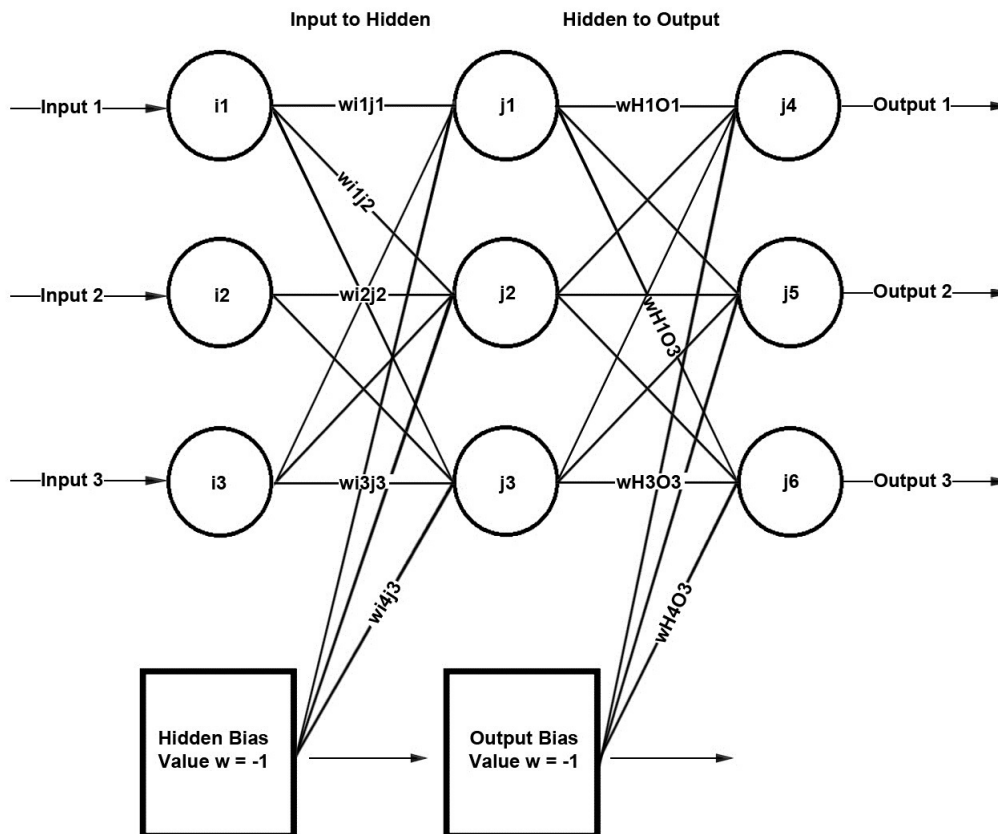 Input to Hidden
Hidden to Output
Input 1
i1
wi1j1
j1
wH1O1
j4
Output 1
wi1j2
Input 2
i2
wi2j2
j2
wH1O3
j5
Output 2
Input 3
i3
wi3j3
j3
wH3O3
j6
Output 3
wi4j3
wH4O3
Hidden Bias
Value w = -1
Output Bias
Value w = -1